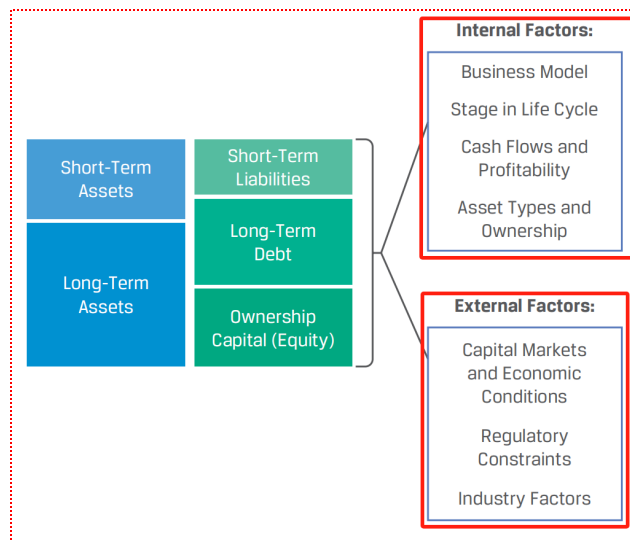 Short-Term
Assets
Long-Term
Assets
Short-Term
Liabilities
Long-Term
Debt
Ownership
Capital (Equity)
Internal Factors:
Business Model
Stage in Life Cycle
Cash Flows and
Profitability
Asset Types and
Ownership
External Factors:
Capital Markets
and Economic
Conditions
Regulatory
Constraints
Industry Factors